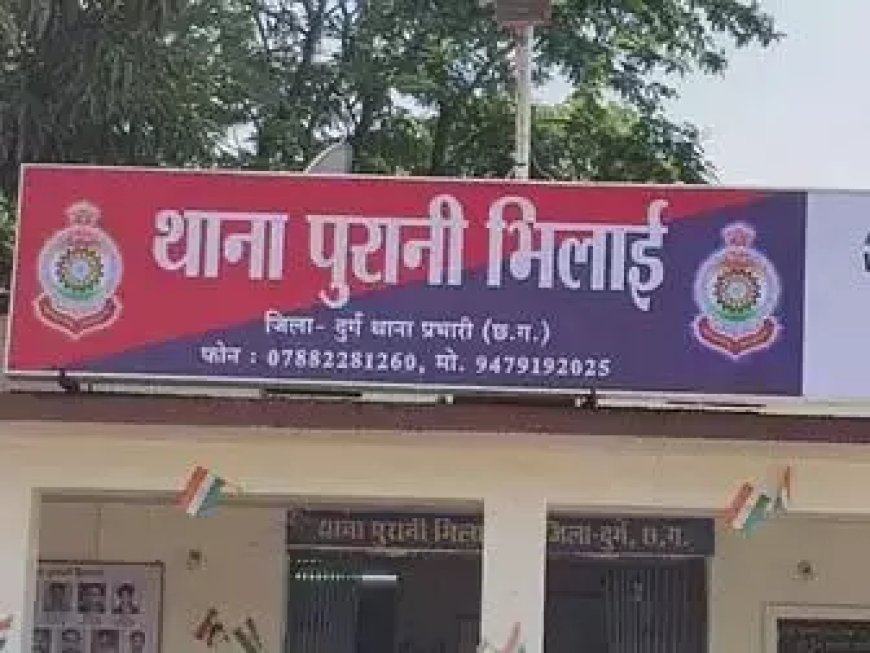 थाना पुरानी भिलाई
जिला- दुर्ग थाना प्रभारी (छ.ग.)
फोन : 07882281260, मो. 9479192025
थाना पुरानी भिला जिला-दुर्ग, छ.ग.